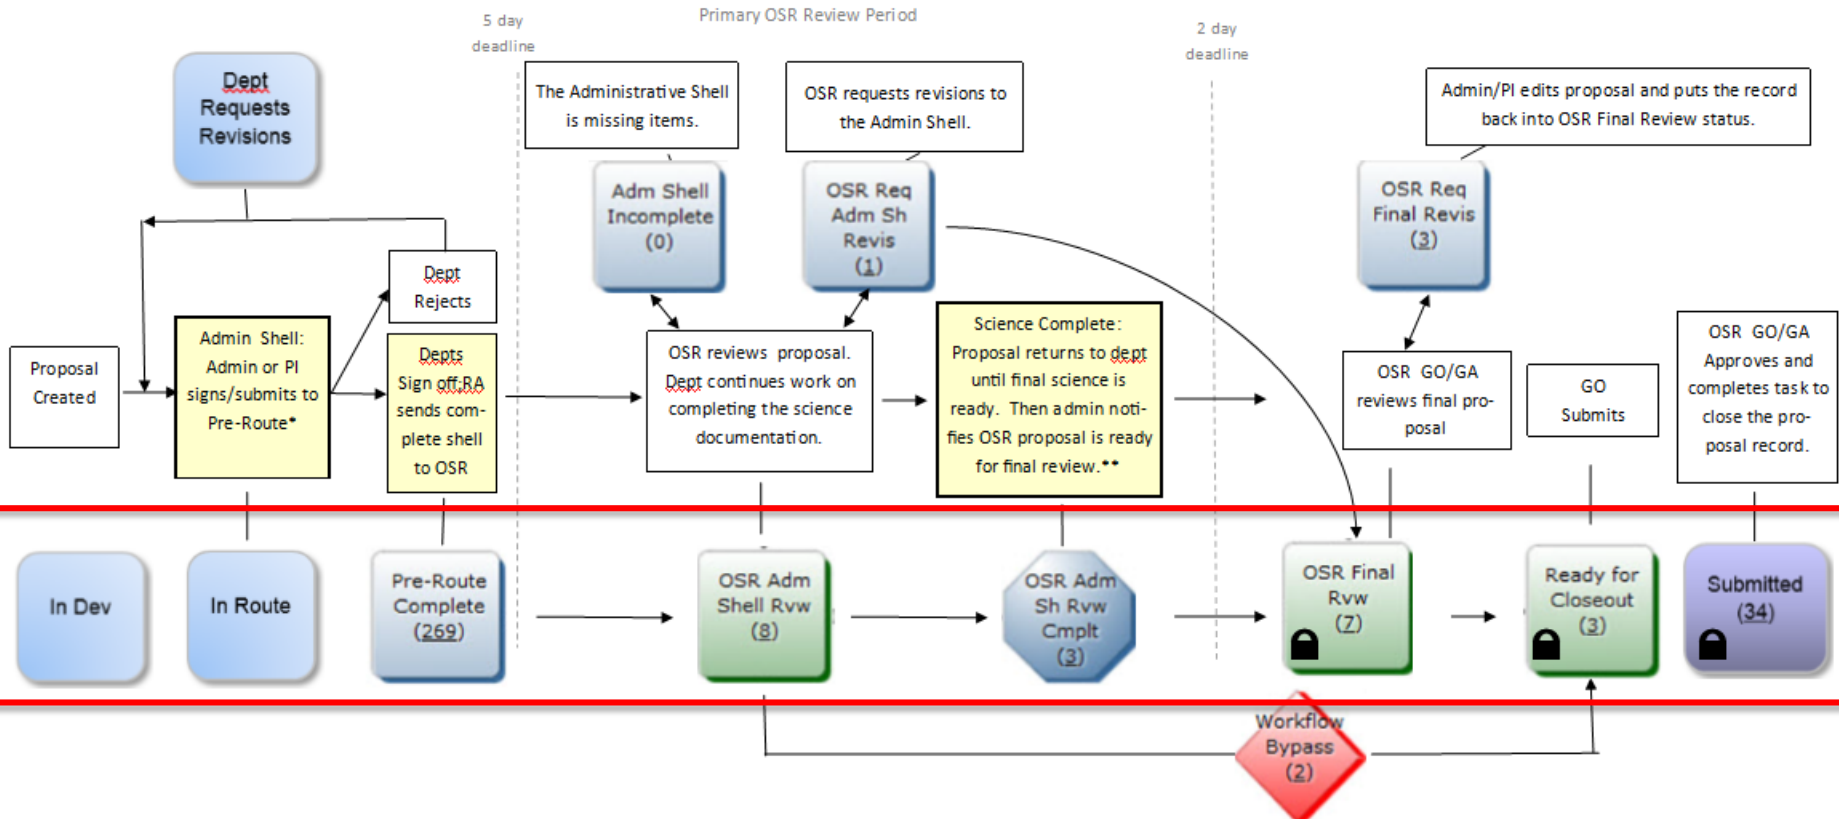 Primary OSR Review Period
5 day
deadline
2 day
deadline
Dept
Requests
Revisions
The Administrative Shell
is missing items.
OSR requests revisions to
the Admin Shell.
Admin/PI edits proposal and puts the record
back into OSR Final Review status.
Adm Shell
Incomplete
(0)
OSR Req
Adm Sh
Revis
(1)
OSR Req
Final Revis
(3)
Dept
Rejects
Proposal
Created
Admin Shell:
Admin or PI
signs/submits to
Pre-Route*
Depts
Sign off;RA
sends com-
plete shell
to OSR
OSR reviews proposal.
Dept continues work on
completing the science
documentation.
Science Complete:
Proposal returns to dept
until final science is
ready. Then admin noti-
fies OSR proposal is ready
for final review.**
OSR GO/GA
reviews final pro-
posal
GO
Submits
OSR GO/GA
Approves and
completes task to
close the pro-
posal record.
In Dev
In Route
Pre-Route
Complete
(269)
OSR Adm
Shell Rvw
(8)
OSR Adm
Sh Rvw
Cmplt
(3)
OSR Final
Rvw
(7)
Ready for
Closeout
(3)
Submitted
(34)
Workflow
Bypass
(2)